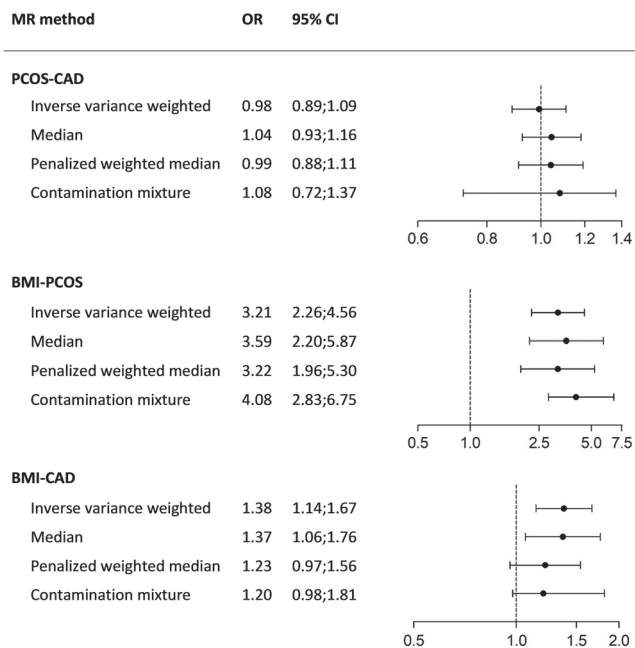 MR method OR 95% CI
PCOS-CAD
Inverse variance weighted 0.98 0.89;1.09
Median 1.04 0.93;1.16
Penalized weighted median 0.99 0.88;1.11
Contamination mixture 1.08 0.72;1.37
0.6 0.8 1.0 1.2 1.4
BMI-PCOS
Inverse variance weighted 3.21 2.26;4.56
Median 3.59 2.20;5.87
Penalized weighted median 3.22 1.96;5.30
Contamination mixture 4.08 2.83;6.75
0.5 1.0 2.5 5.0 7.5
BMI-CAD
Inverse variance weighted 1.38 1.14;1.67
Median 1.37 1.06;1.76
Penalized weighted median 1.23 0.97;1.56
Contamination mixture 1.20 0.98;1.81
0.5 1.0 1.5 2.0